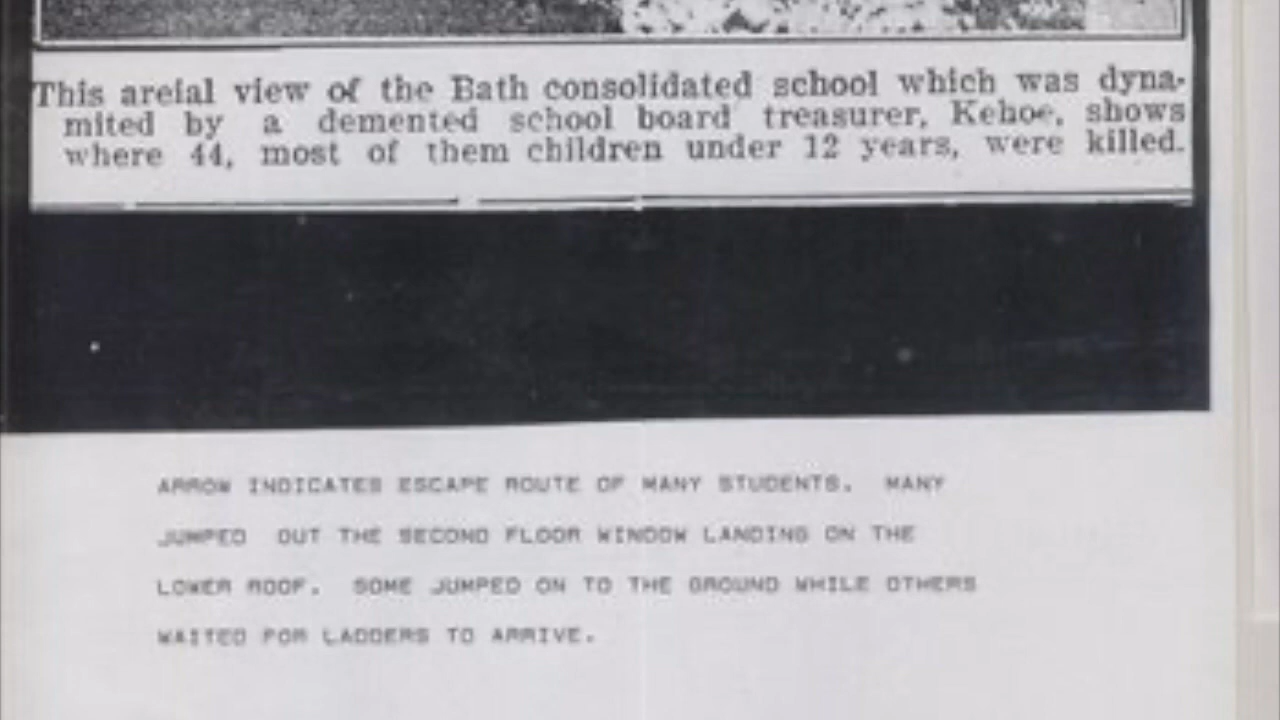 This areial view of the Bath consolidated school which was dyna-
mited by a demented school board treasurer, Kehoe, shows
where 44, most of them children under 12 years, were killed.
ARROW INDICATES ESCAPE ROUTE OF MANY STUDENTS. MANY
JUMPED OUT THE SECOND FLOOR WINDOW LANDING ON THE
LOWER ROOF. SOME JUMPED ON TO THE GROUND WHILE OTHERS
WAITED FOR LADDERS TO ARRIVE.